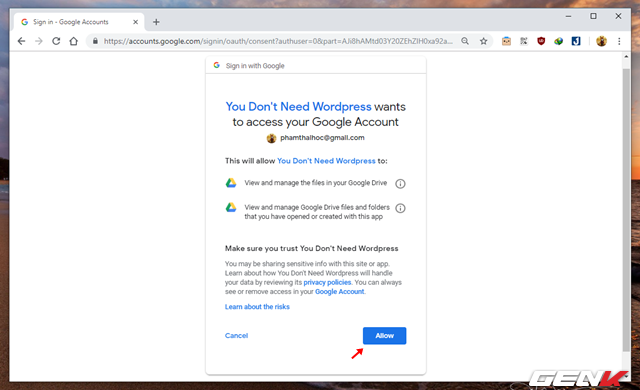 Sign in - Google Accounts
https://accounts.google.com/signin/oauth/consent?authuser=0&part=AJi8hAMtd03Y20ZEhZIH0xa92a...
Sign in with Google
You Don't Need Wordpress wants
to access your Google Account
phamthaihoc@gmail.com
This will allow You Don't Need Wordpress to:
View and manage the files in your Google Drive
View and manage Google Drive files and folders
that you have opened or created with this app
Make sure you trust You Don't Need Wordpress
You may be sharing sensitive info with this site or app.
Learn about how You Don't Need Wordpress will handle
your data by reviewing its privacy policies. You can always
see or remove access in your Google Account.
Learn about the risks
Cancel
Allow
GENK